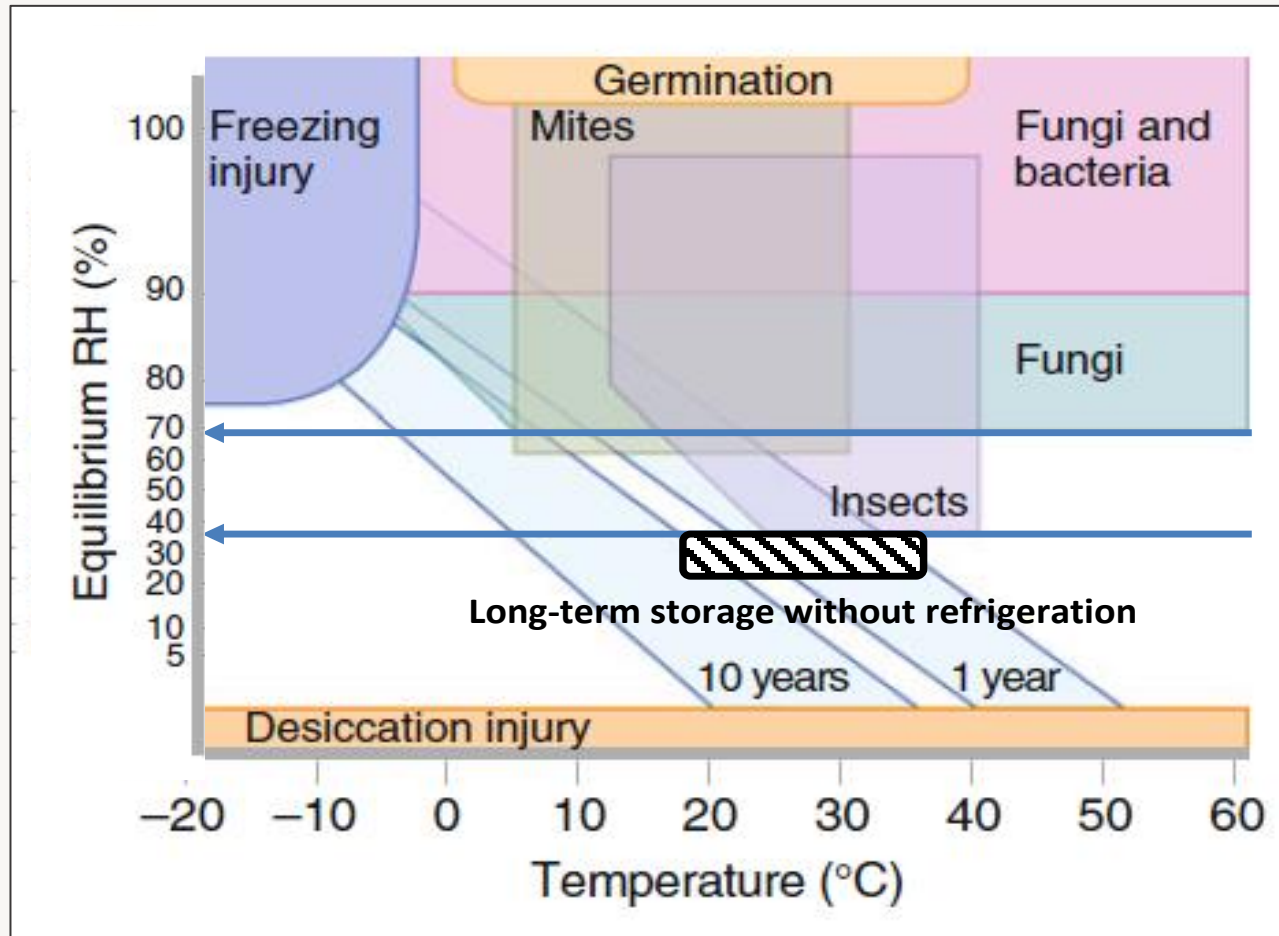 Germination
Freezing
injury
Mites
Fungi and
bacteria
Fungi
Insects
Long-term storage without refrigeration
10 years
1 year
Desiccation injury
Equilibrium RH (%)
100
90
80
70
60
50
40
30
20
10
5
–20 –10 0 10 20 30 40 50 60
Temperature (°C)